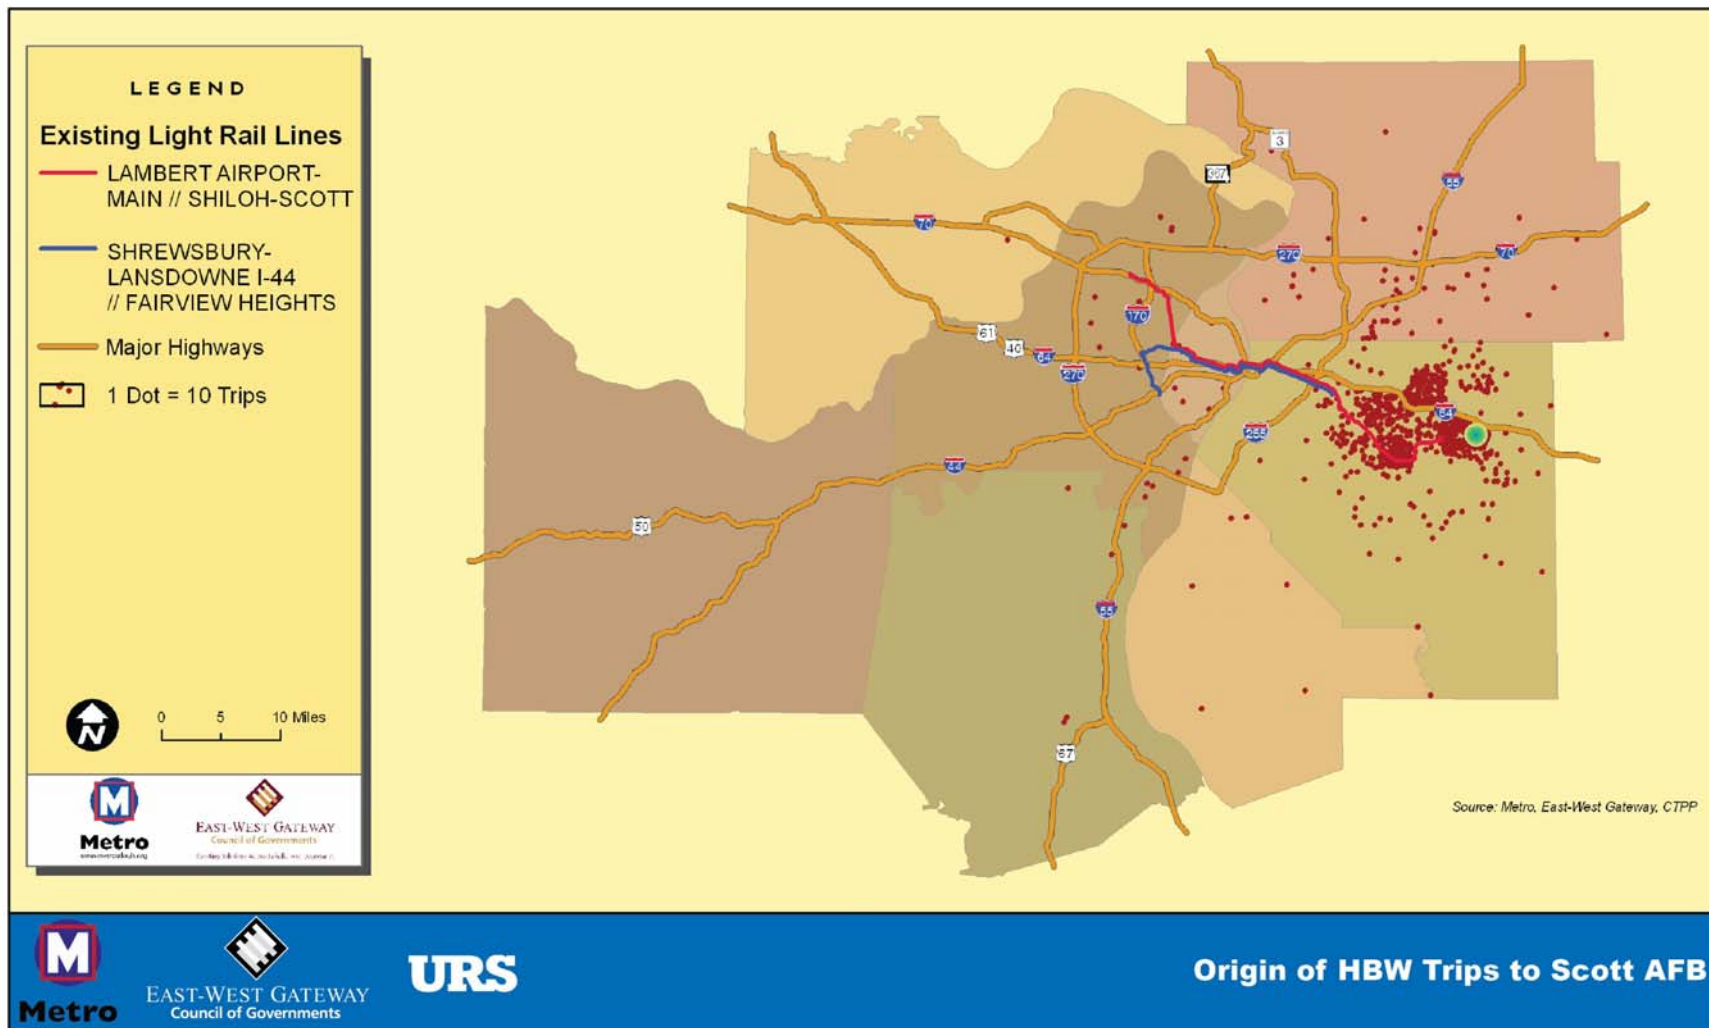 LEGEND
Existing Light Rail Lines
LAMBERT AIRPORT-
MAIN // SHILOH-SCOTT
SHREWSBURY-
LANSDOWNE I-44
// FAIRVIEW HEIGHTS
Major Highways
1 Dot = 10 Trips
N
0 5 10 Miles
M
Metro
EAST-WEST GATEWAY
Council of Governments
3
367
55
70
270
70
170
61
40
64
270
64
255
44
50
55
67
Source: Metro, East-West Gateway, CTPP
M
Metro
EAST-WEST GATEWAY
Council of Governments
URS
Origin of HBW Trips to Scott AFB